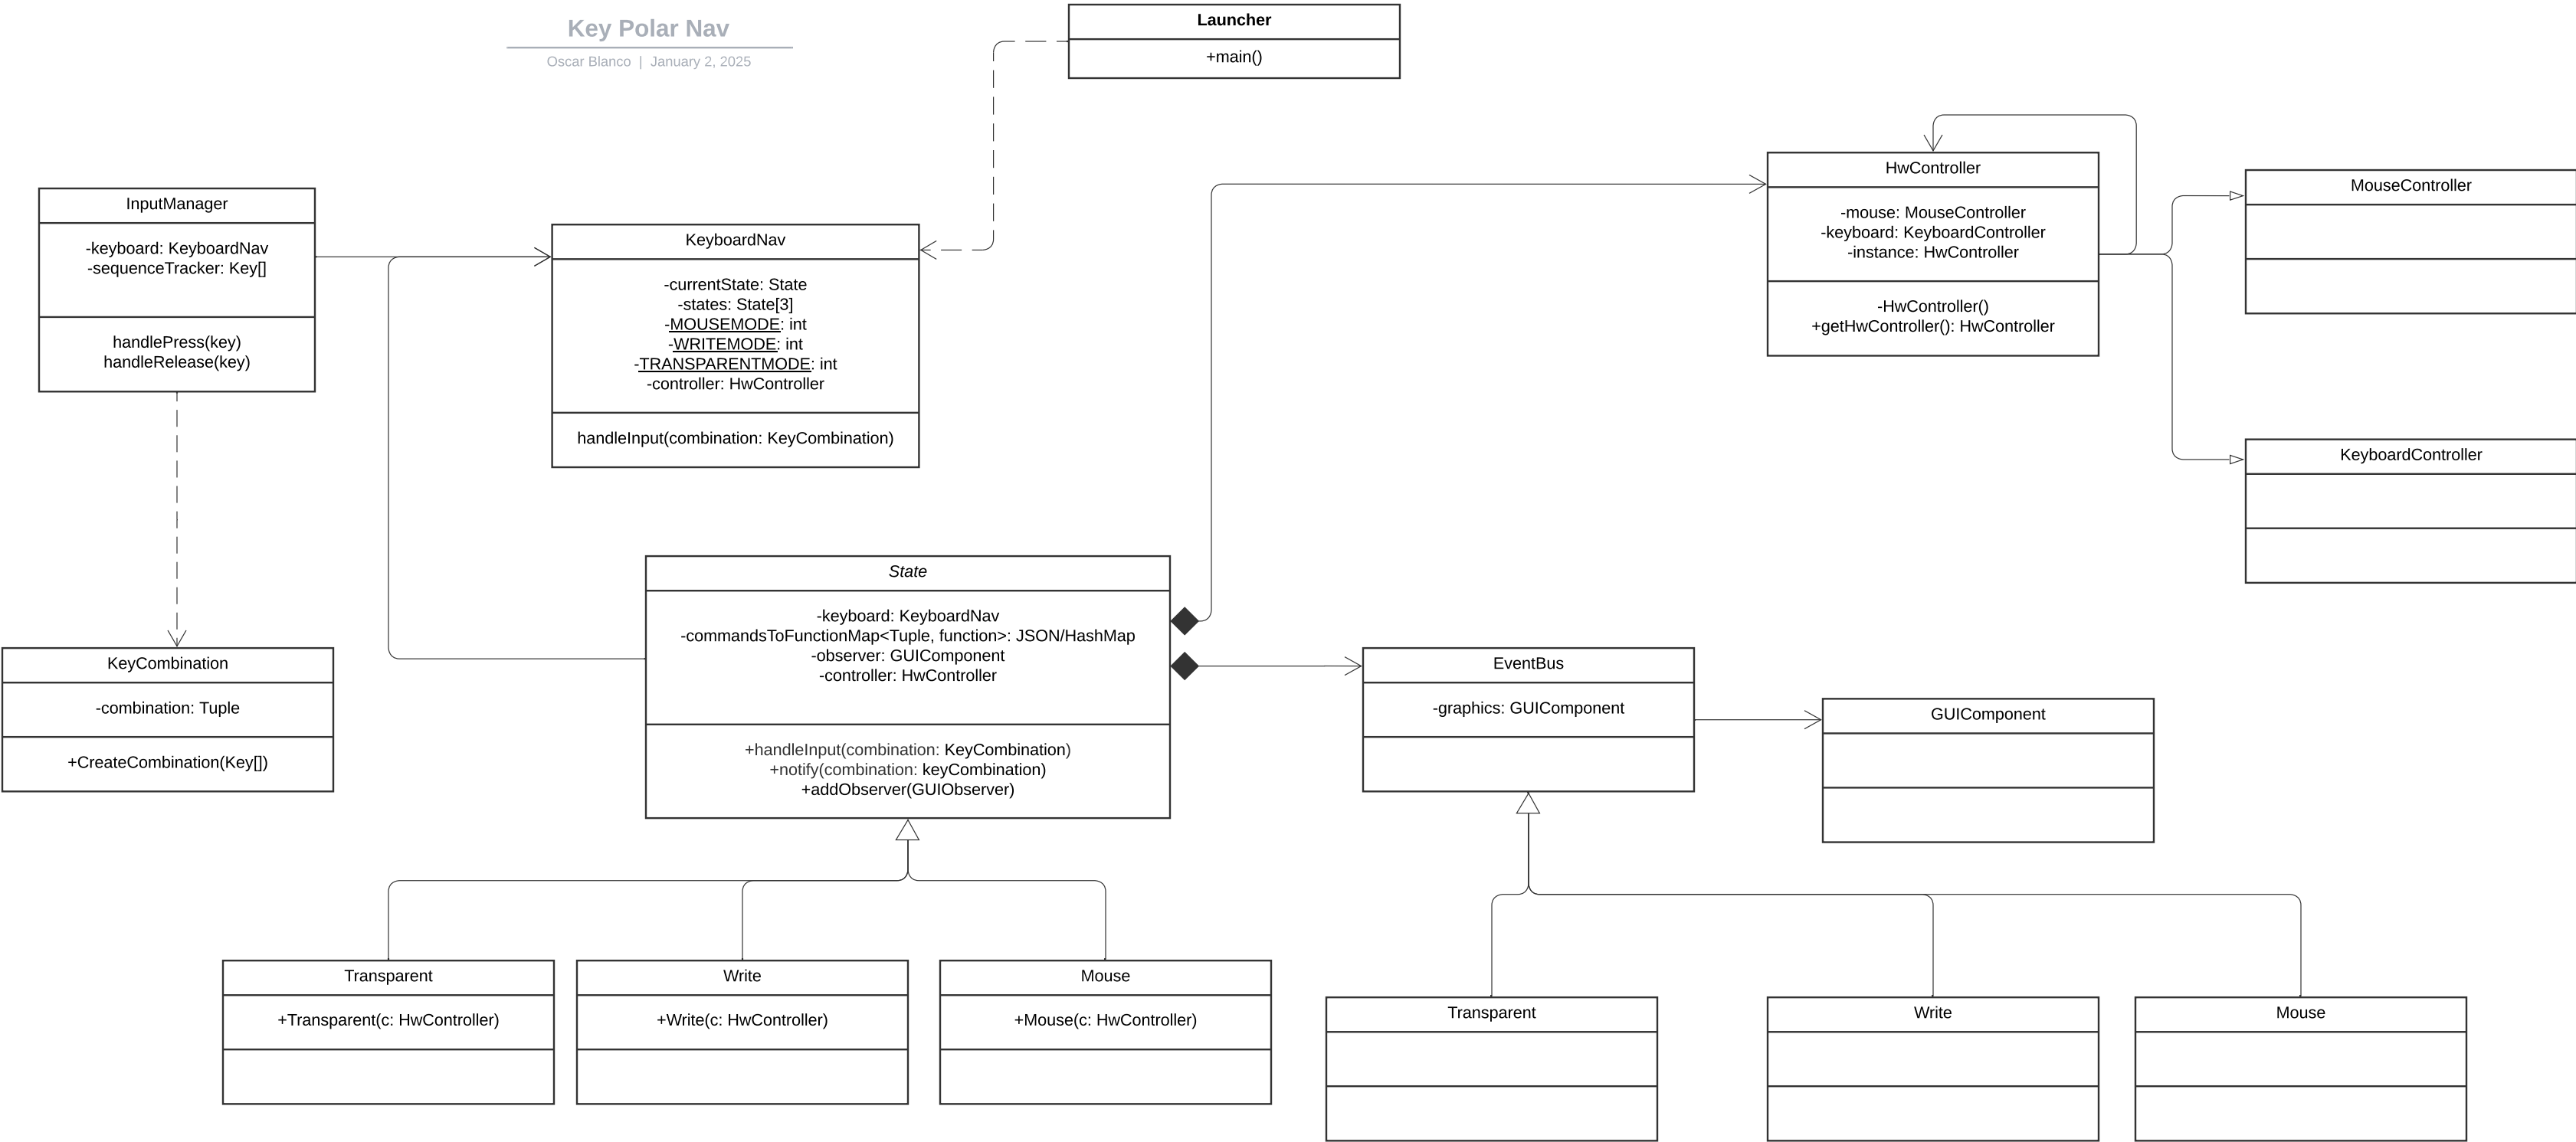 Key Polar Nav
Oscar Blanco | January 2, 2025
Launcher
+main()
InputManager
-keyboard: KeyboardNav
-sequenceTracker: Key[]
handlePress(key)
handleRelease(key)
KeyboardNav
-currentState: State
-states: State[3]
-MOUSEMODE: int
-WRITEMODE: int
-TRANSPARENTMODE: int
-controller: HwController
handleInput(combination: KeyCombination)
HwController
-mouse: MouseController
-keyboard: KeyboardController
-instance: HwController
-HwController()
+getHwController(): HwController
MouseController
KeyboardController
KeyCombination
-combination: Tuple
+CreateCombination(Key[])
State
-keyboard: KeyboardNav
-commandsToFunctionMap<Tuple, function>: JSON/HashMap
-observer: GUIComponent
-controller: HwController
+handleInput(combination: KeyCombination)
+notify(combination: keyCombination)
+addObserver(GUIObserver)
EventBus
-graphics: GUIComponent
GUIComponent
Transparent
+Transparent(c: HwController)
Write
+Write(c: HwController)
Mouse
+Mouse(c: HwController)
Transparent
Write
Mouse